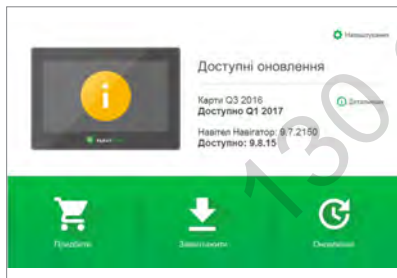 Налаштування
Доступні оновлення
Карти Q3 2016
Доступно Q1 2017
Детальніше
Навітел Навігатор: 9.7.2150
Доступно: 9.8.15
130
Придбати
Завантажити
Оновлення